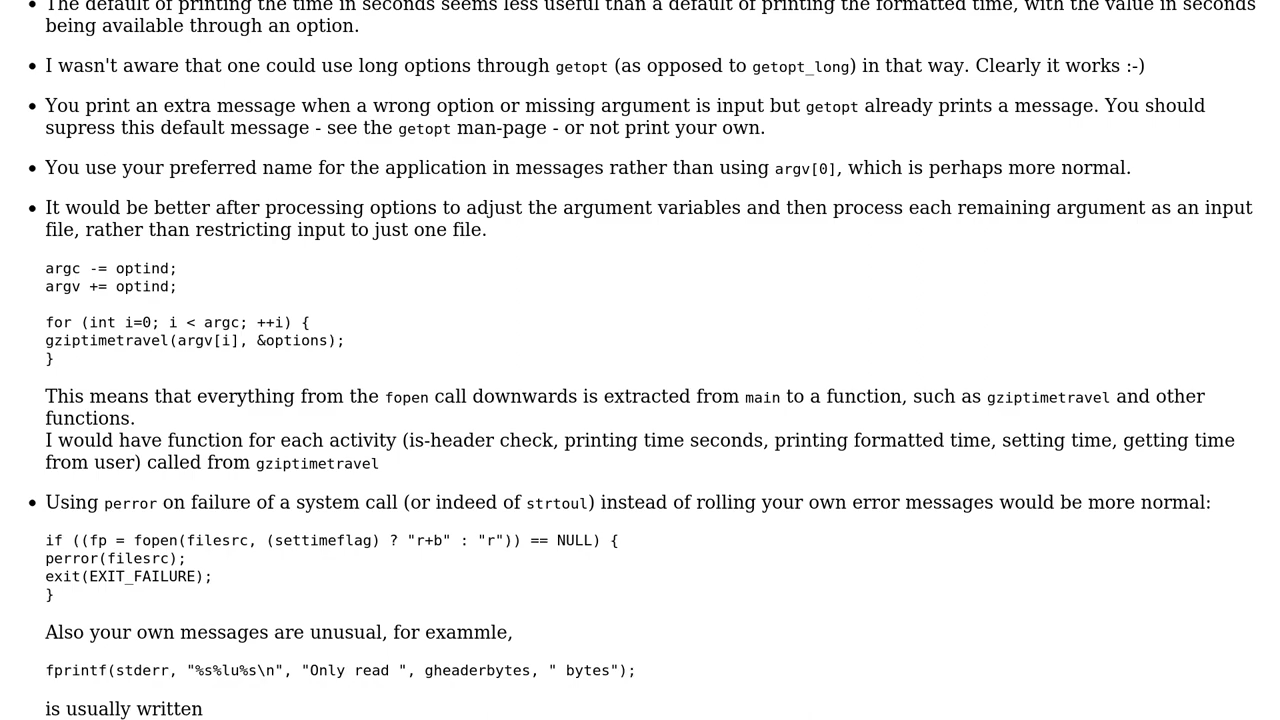 The default of printing the time in seconds seems less useful than a default of printing the formatted time, with the value in seconds
being available through an option.
I wasn't aware that one could use long options through getopt (as opposed to getopt_long) in that way. Clearly it works :-)
You print an extra message when a wrong option or missing argument is input but getopt already prints a message. You should
supress this default message - see the getopt man-page - or not print your own.
You use your preferred name for the application in messages rather than using argv[0], which is perhaps more normal.
It would be better after processing options to adjust the argument variables and then process each remaining argument as an input
file, rather than restricting input to just one file.
argc -= optind;
argv += optind;
for (int i=0; i < argc; ++i) {
gziptimetravel(argv[i], &options);
}
This means that everything from the fopen call downwards is extracted from main to a function, such as gziptimetravel and other
functions.
I would have function for each activity (is-header check, printing time seconds, printing formatted time, setting time, getting time
from user) called from gziptimetravel
Using perror on failure of a system call (or indeed of strtoul) instead of rolling your own error messages would be more normal:
if ((fp = fopen(filesrc, (settimeflag) ? "r+b" : "r")) == NULL) {
perror(filesrc);
exit(EXIT_FAILURE);
}
Also your own messages are unusual, for exammle,
fprintf(stderr, "%s%lu%s\n", "Only read ", gheaderbytes, " bytes");
is usually written